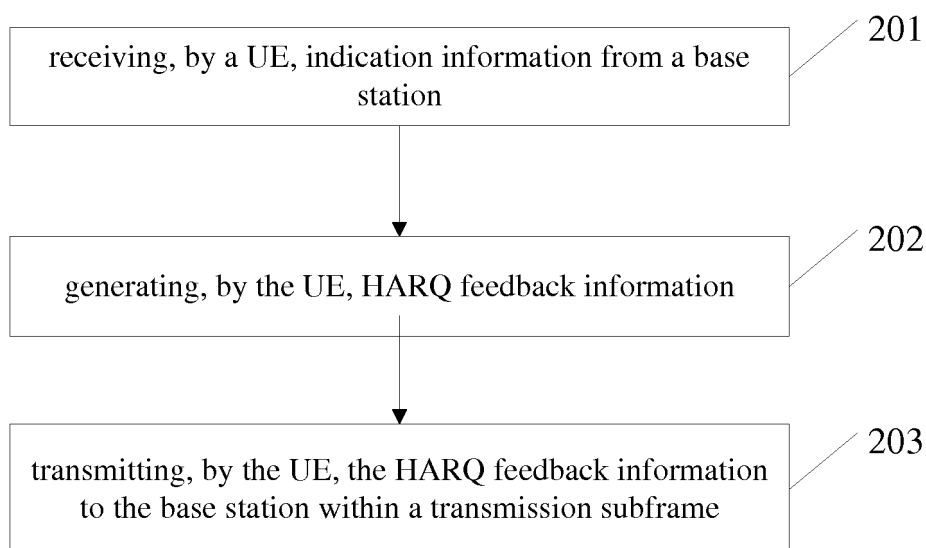 201
receiving, by a UE, indication information from a base
station
202
generating, by the UE, HARQ feedback information
203
transmitting, by the UE, the HARQ feedback information
to the base station within a transmission subframe